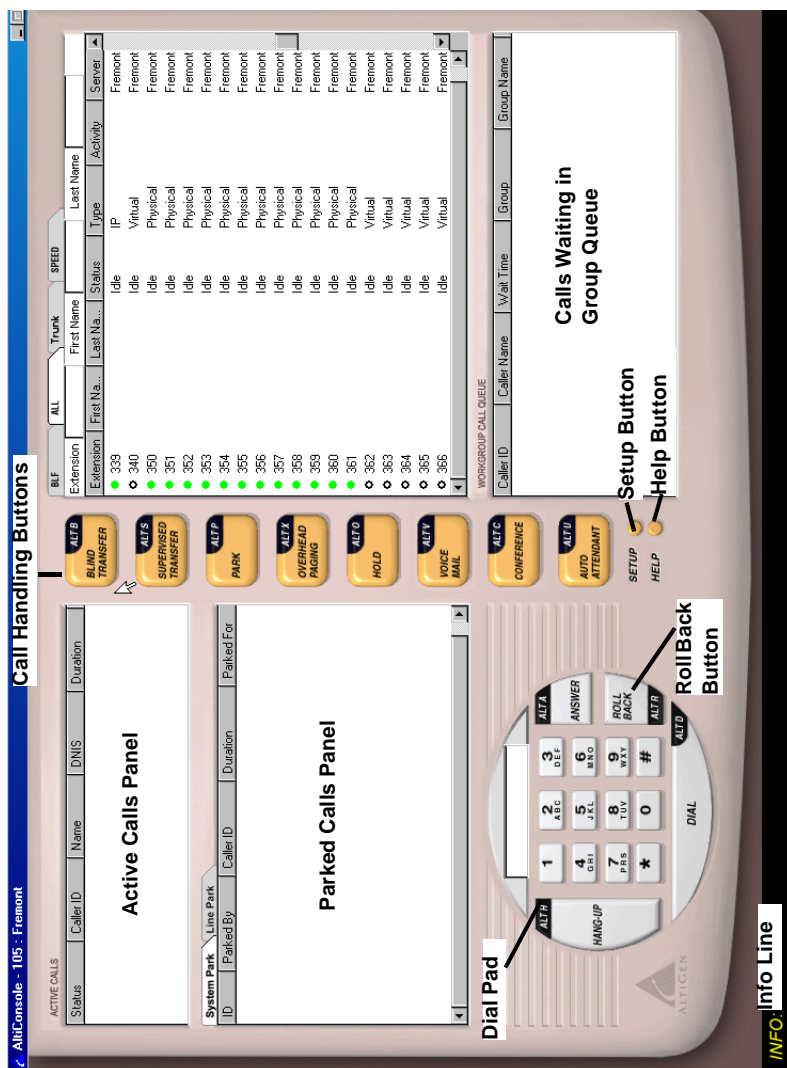 AltiConsole - 105 : Fremont
Call Handling Buttons
ACTIVE CALLS
Status Caller ID Name DNIS Duration
Active Calls Panel
System Park Line Park
ID Parked By Caller ID Duration Parked For
Parked Calls Panel
ALT B
BLIND
TRANSFER
ALT S
SUPERVISED
TRANSFER
ALT P
PARK
ALT X
OVERHEAD
PAGING
ALT O
HOLD
ALT V
VOICE
MAIL
ALT C
CONFERENCE
ALT U
AUTO
ATTENDANT
SETUP
HELP
Setup Button
Help Button
BLF ALL Trunk SPEED
Extension First Name Last Name
Extension First Na... Last Na... Status Type Activity Server
339 Idle IP Fremont
340 Idle Virtual Fremont
350 Idle Physical Fremont
351 Idle Physical Fremont
352 Idle Physical Fremont
353 Idle Physical Fremont
354 Idle Physical Fremont
355 Idle Physical Fremont
356 Idle Physical Fremont
357 Idle Physical Fremont
358 Idle Physical Fremont
359 Idle Physical Fremont
360 Idle Physical Fremont
361 Idle Physical Fremont
362 Idle Virtual Fremont
363 Idle Virtual Fremont
364 Idle Virtual Fremont
365 Idle Virtual Fremont
366 Idle Virtual Fremont
WORKGROUP CALL QUEUE
Caller ID Caller Name Wait Time Group Group Name
Calls Waiting in
Group Queue
Dial Pad
ALT H
HANG-UP
1
2 ABC
3 DEF
4 GHI
5 JKL
6 MNO
7 PRS
8 TUV
9 WXY
*
0
#
ALT A
ANSWER
ROLL
BACK
ALT R
ALT D
DIAL
Roll Back
Button
ALTIGEN
INFO: Info Line